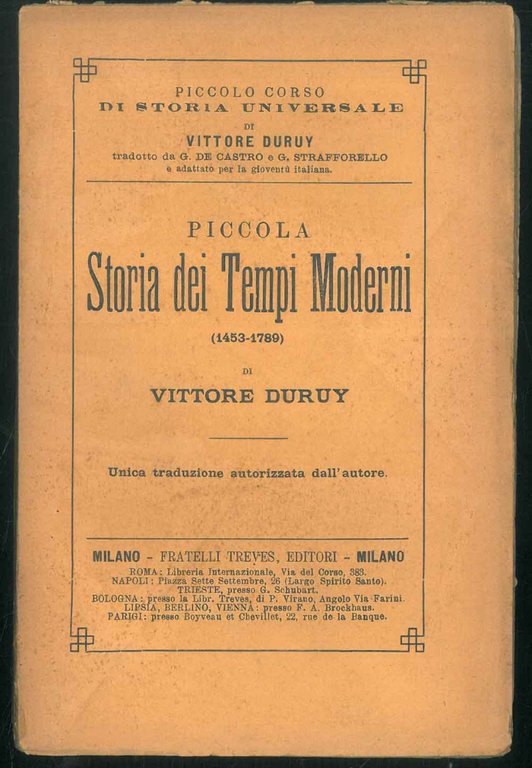 PICCOLO CORSO
DI STORIA UNIVERSALE
DI
VITTORE DURUY
tradotto da G. DE CASTRO e G. STRAFFORELLO
e adattato per la gioventù italiana.
PICCOLA
Storia dei Tempi Moderni
(1453-1789)
DI
VITTORE DURUY
Unica traduzione autorizzata dall'autore.
MILANO - FRATELLI TREVES, EDITORI - MILANO
ROMA: Libreria Internazionale, Via del Corso, 383.
NAPOLI: Piazza Sette Settembre, 26 (Largo Spirito Santo).
TRIESTE, presso G. Schubart.
BOLOGNA: presso la Libr. Treves, di P. Virano, Angolo Via Farini.
LIPSIA, BERLINO, VIENNA: presso F. A. Brockhaus.
PARIGI: presso Boyveau et Chevillet, 22, rue de la Banque.